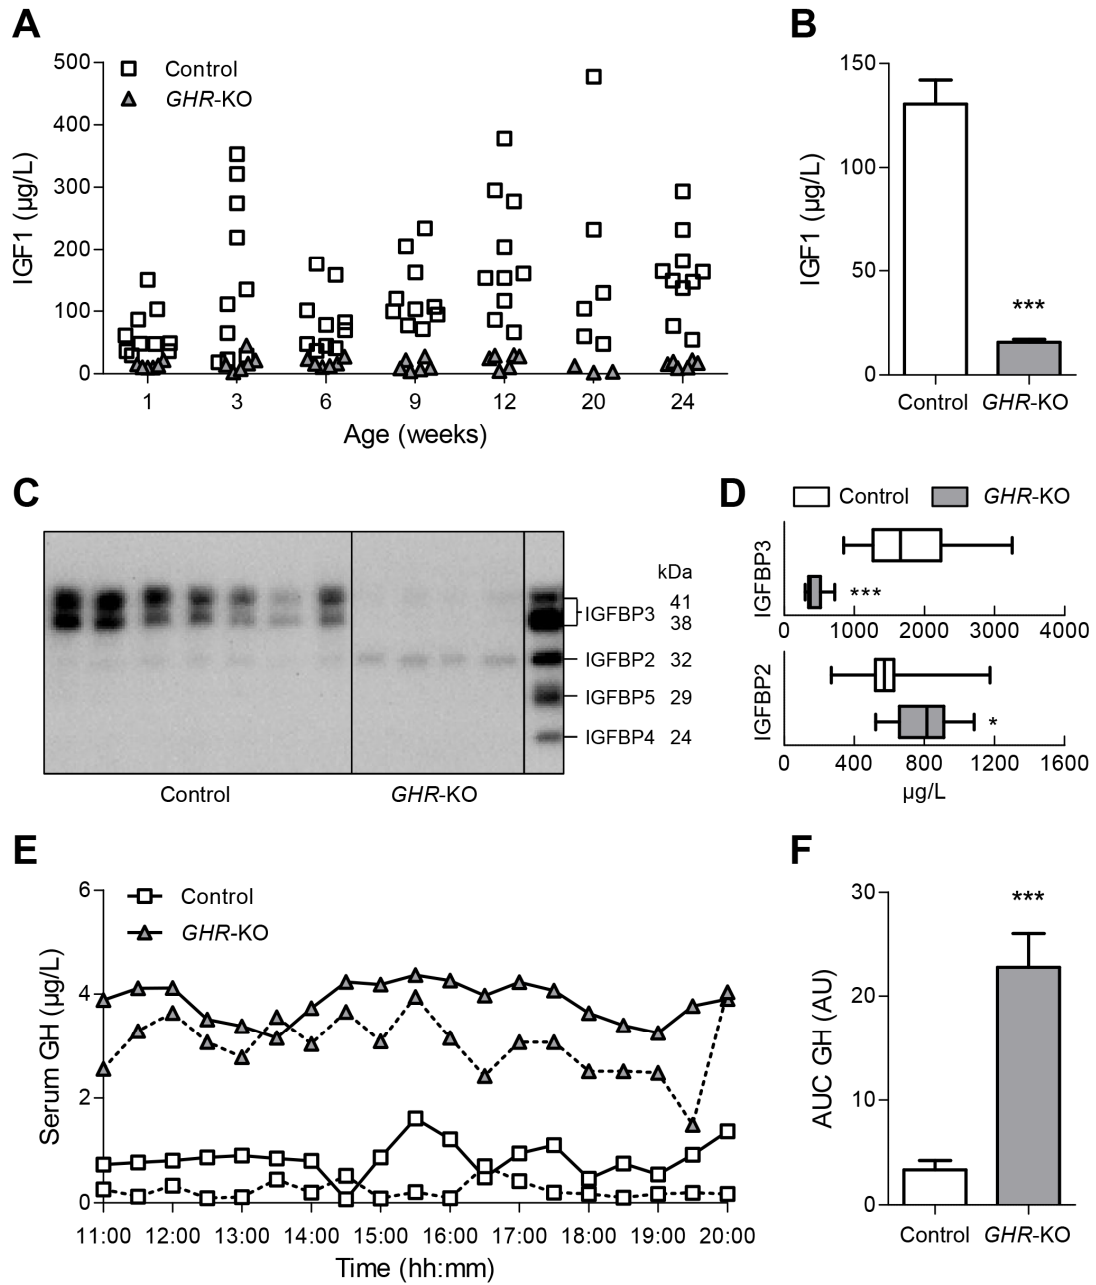 A
500
400
300
200
100
0
IGF1 (µg/L)
Control
GHR-KO
1 3 6 9 12 20 24
Age (weeks)
B
150
100
50
0
IGF1 (µg/L)
***
Control GHR-KO
C
kDa
IGFBP3 41
38
IGFBP2 32
IGFBP5 29
IGFBP4 24
Control GHR-KO
D
Control GHR-KO
IGFBP3
***
0 1000 2000 3000 4000
IGFBP2
*
0 400 800 1200 1600
µg/L
E
6
4
2
0
Serum GH (µg/L)
Control
GHR-KO
11:00 12:00 13:00 14:00 15:00 16:00 17:00 18:00 19:00 20:00
Time (hh:mm)
F
30
20
10
0
AUC GH (AU)
***
Control GHR-KO